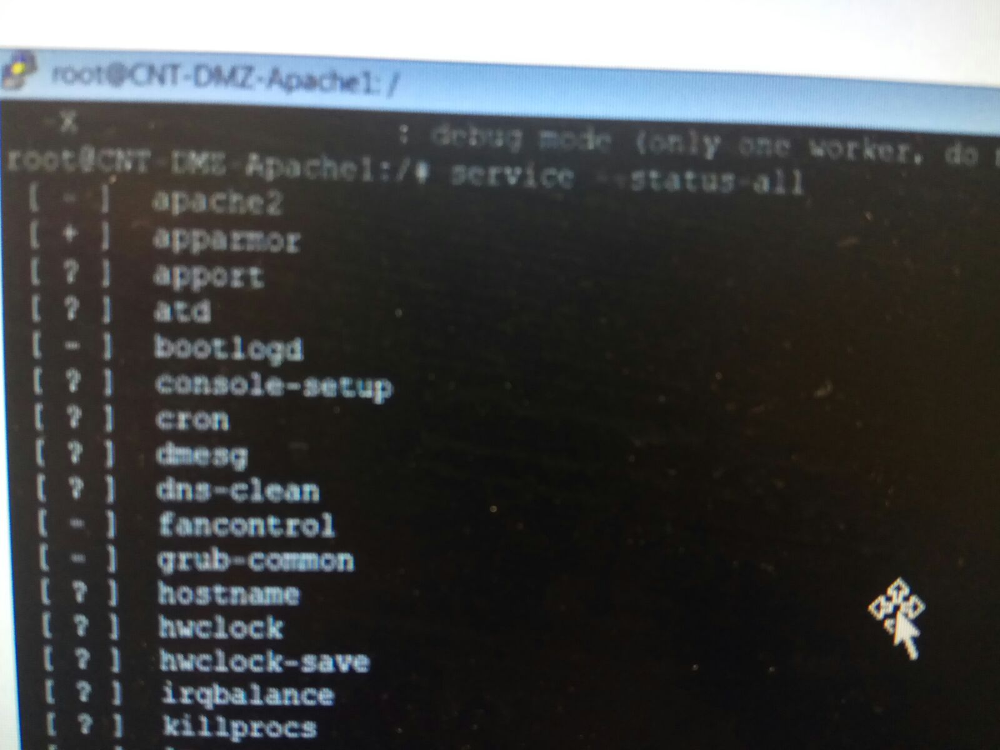 root@CNT-DMZ-Apache1: /
-X : debug mode (only one worker, do
root@CNT-DMZ-Apache1:/# service --status-all
[ - ] apache2
[ + ] apparmor
[ ? ] apport
[ ? ] atd
[ - ] bootlogd
[ ? ] console-setup
[ ? ] cron
[ ? ] dmesg
[ ? ] dns-clean
[ - ] fancontrol
[ - ] grub-common
[ ? ] hostname
[ ? ] hwclock
[ ? ] hwclock-save
[ ? ] irqbalance
[ ? ] killprocs